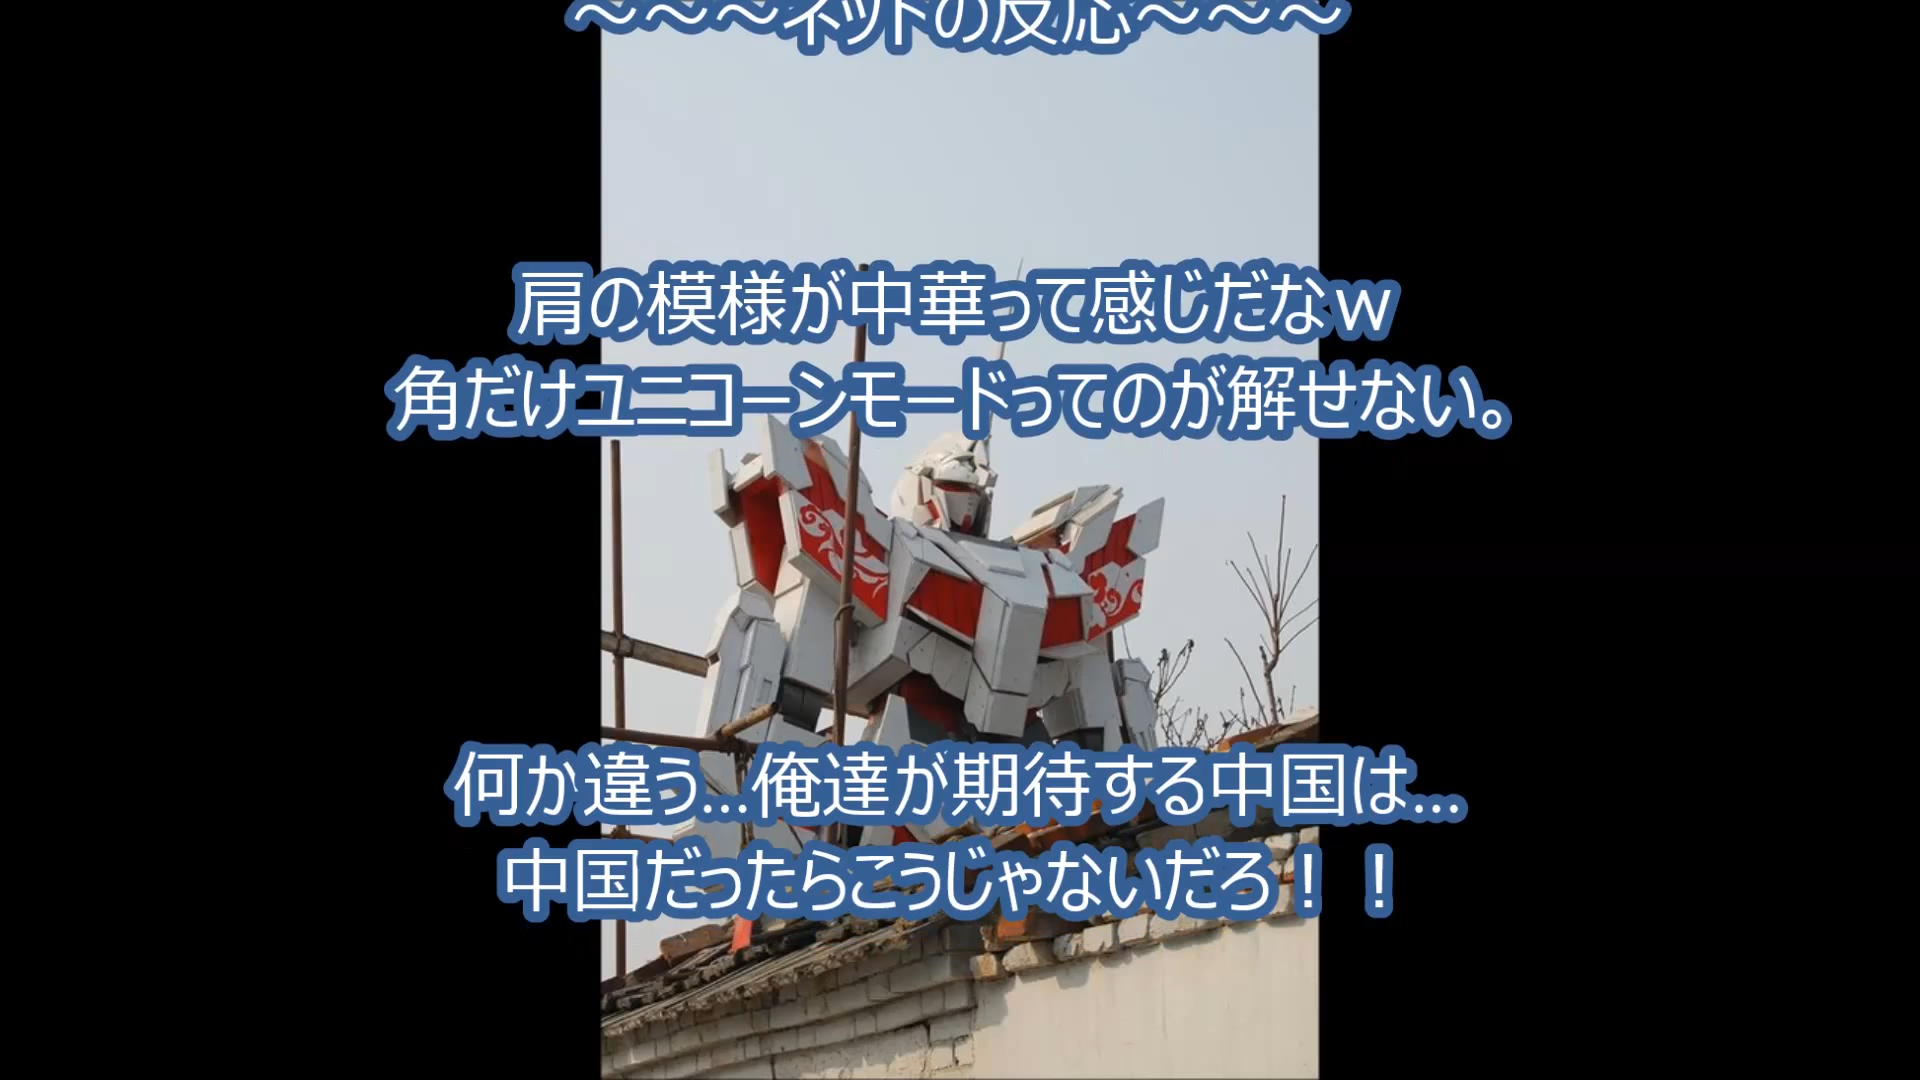 ～～～ネットの反応～～～
肩の模様が中華って感じだなｗ
角だけユニコーンモードってのが解せない。
何か違う…俺達が期待する中国は…
中国だったらこうじゃないだろ！！